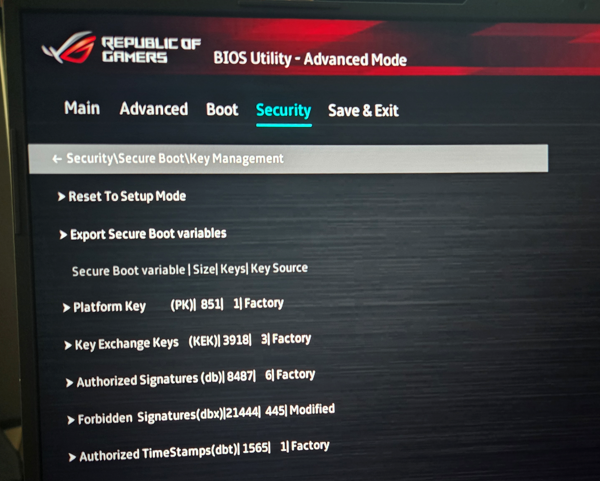 REPUBLIC OF
GAMERS
BIOS Utility - Advanced Mode
Main Advanced Boot Security Save & Exit
← Security\Secure Boot\Key Management
➤ Reset To Setup Mode
➤ Export Secure Boot variables
Secure Boot variable | Size| Keys| Key Source
➤ Platform Key (PK)| 851| 1| Factory
➤ Key Exchange Keys (KEK)| 3918| 3| Factory
➤ Authorized Signatures (db)| 8487| 6| Factory
➤ Forbidden Signatures(dbx)|21444| 445| Modified
➤ Authorized TimeStamps(dbt)| 1565| 1| Factory